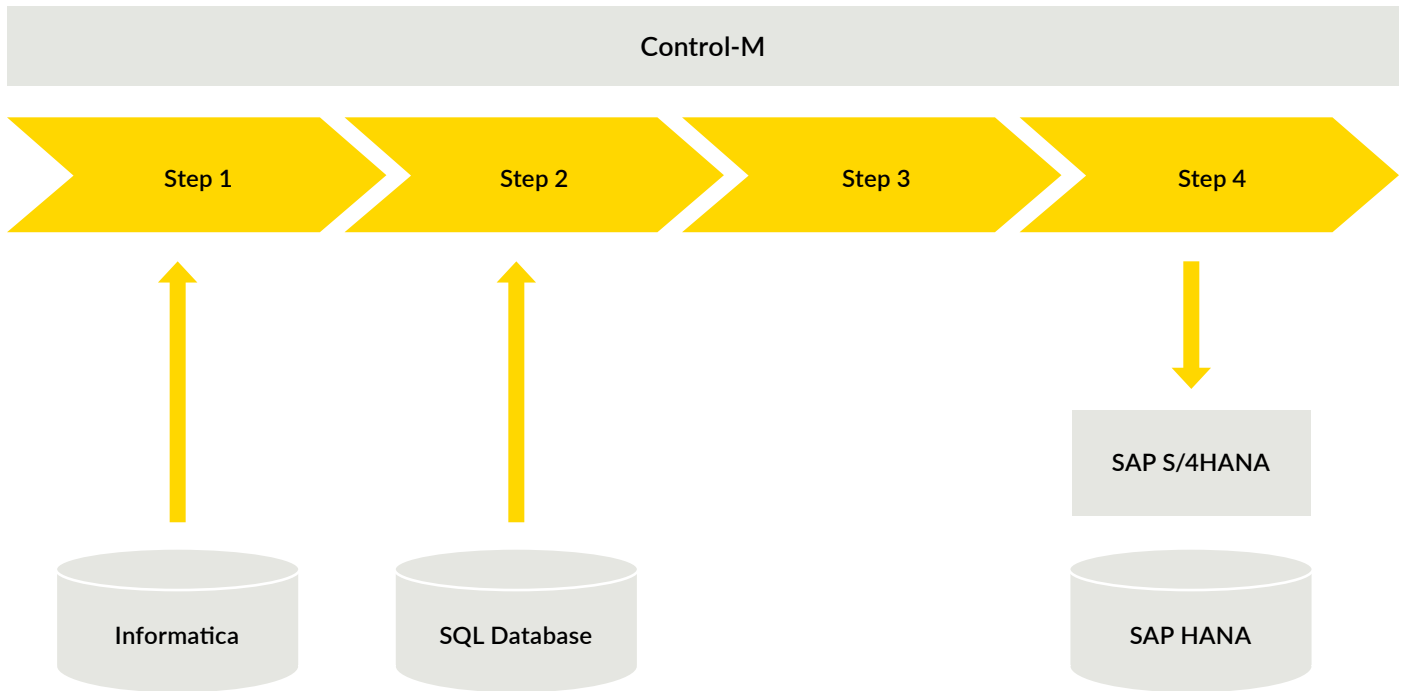 Control-M
Step 1
Step 2
Step 3
Step 4
SAP S/4HANA
Informatica
SQL Database
SAP HANA